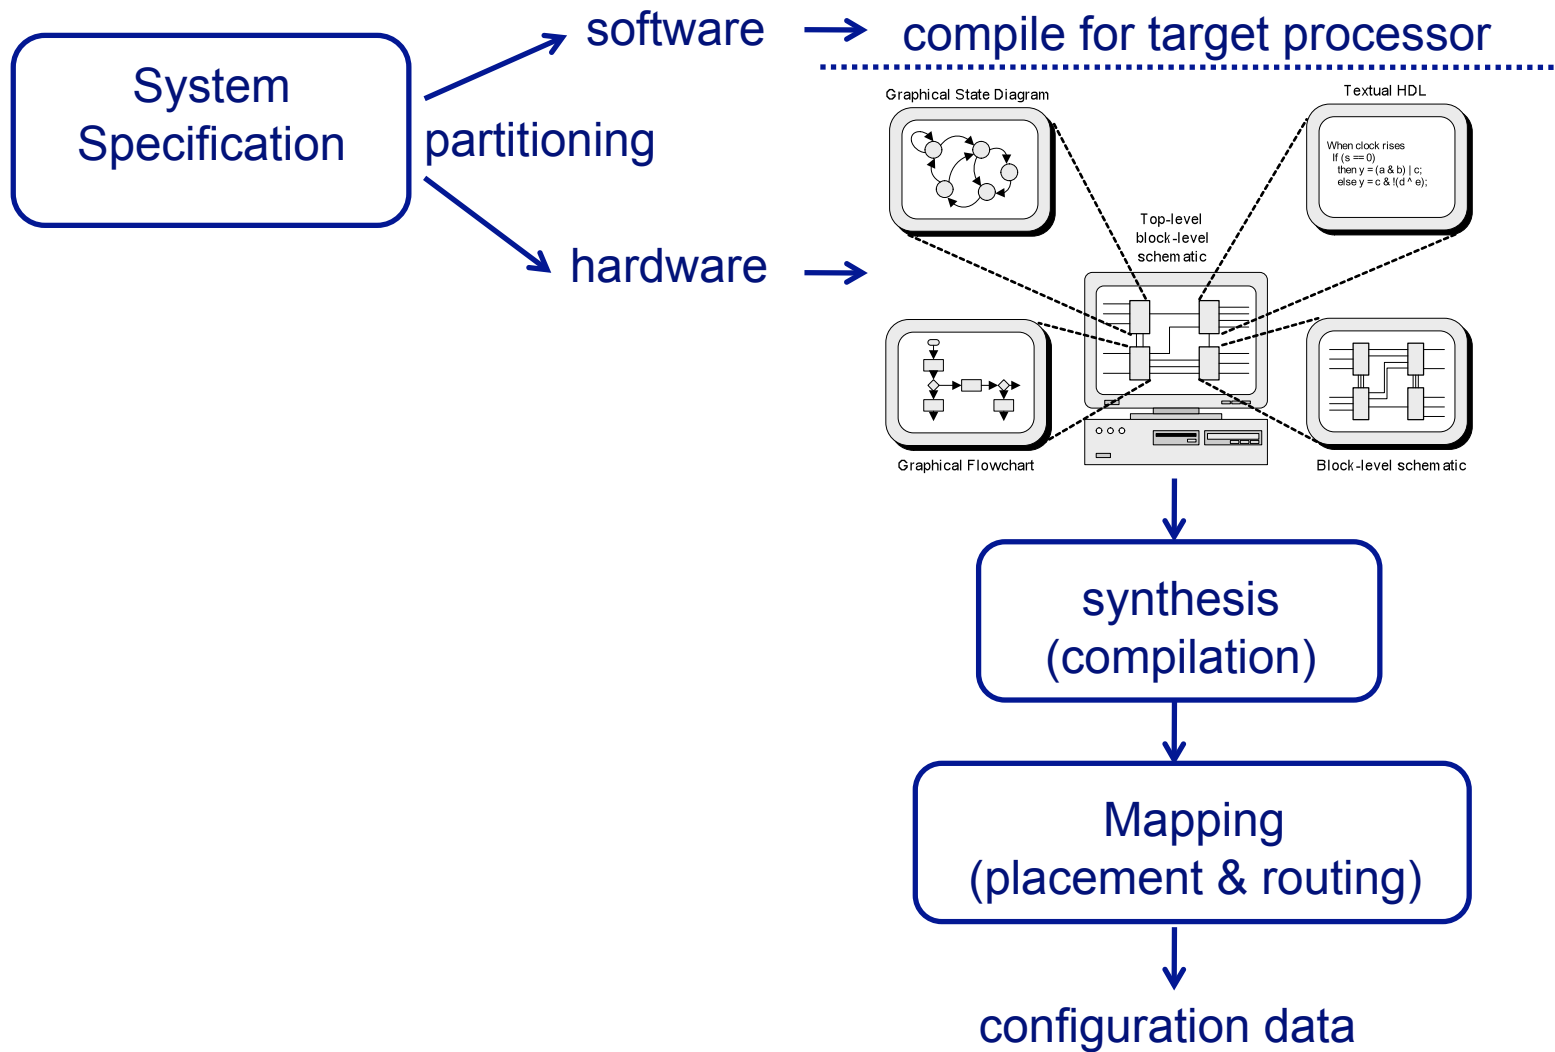 System
Specification
partitioning
software
compile for target processor
hardware
Graphical State Diagram
Textual HDL
When clock rises
If (s == 0)
then y = (a & b) | c;
else y = c & !(d ^ e);
Top-level
block-level
schematic
Graphical Flowchart
Block-level schematic
synthesis
(compilation)
Mapping
(placement & routing)
configuration data